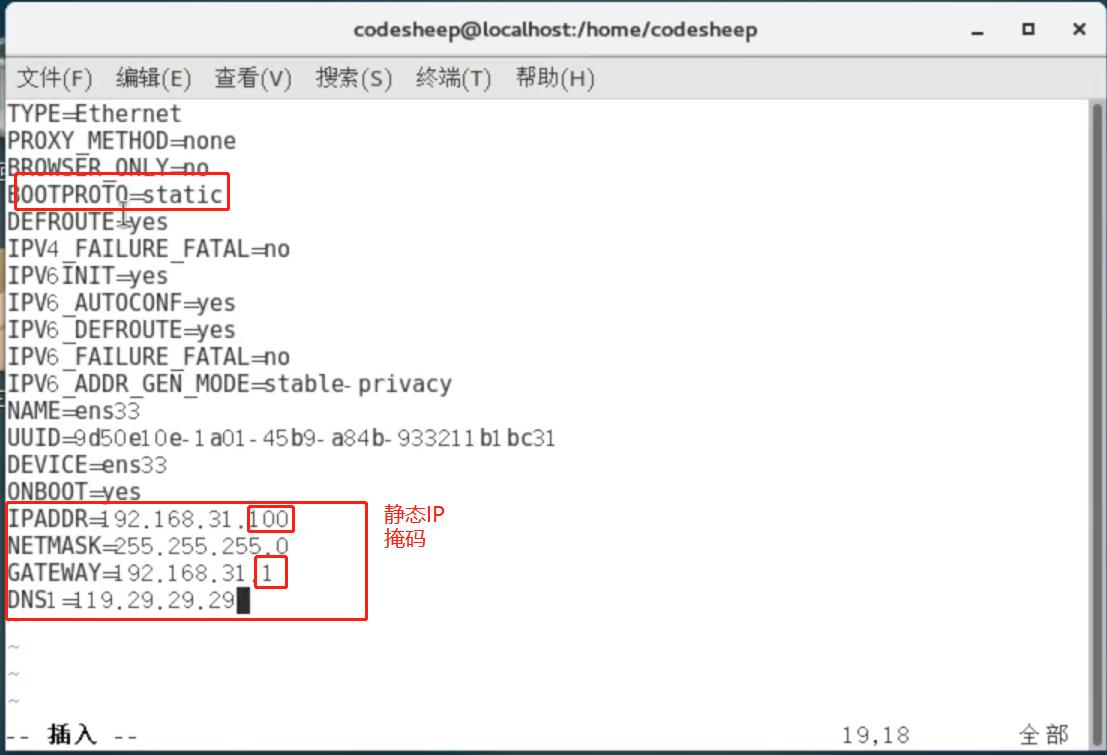 codesheep@localhost:/home/codesheep
文件(F) 编辑(E) 查看(V) 搜索(S) 终端(T) 帮助(H)
TYPE=Ethernet
PROXY_METHOD=none
BROWSER_ONLY=no
BOOTPROTO=static
DEFROUTE=yes
IPV4_FAILURE_FATAL=no
IPV6INIT=yes
IPV6_AUTOCONF=yes
IPV6_DEFROUTE=yes
IPV6_FAILURE_FATAL=no
IPV6_ADDR_GEN_MODE=stable-privacy
NAME=ens33
UUID=9d50e10e-1a01-45b9-a84b-933211b1bc31
DEVICE=ens33
ONBOOT=yes
IPADDR=192.168.31.100
静态IP
NETMASK=255.255.255.0
掩码
GATEWAY=192.168.31.1
DNS1=119.29.29.29
~
~
~
-- 插入 -- 19,18 全部